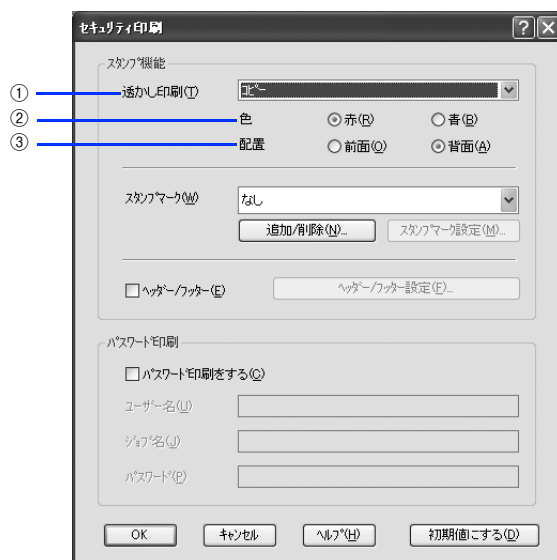 セキュリティ印刷
スタンプ機能
① 透かし印刷(T) コピー
② 色 赤(R) 青(B)
③ 配置 前面(O) 背面(A)
スタンプマーク(W) なし
追加/削除(N)... スタンプマーク設定(M)...
ヘッダー/フッター(E) ヘッダー/フッター設定(F)...
パスワード印刷
パスワード印刷をする(C)
ユーザー名(U)
ジョブ名(J)
パスワード(P)
OK キャンセル ヘルプ(H) 初期値にする(D)